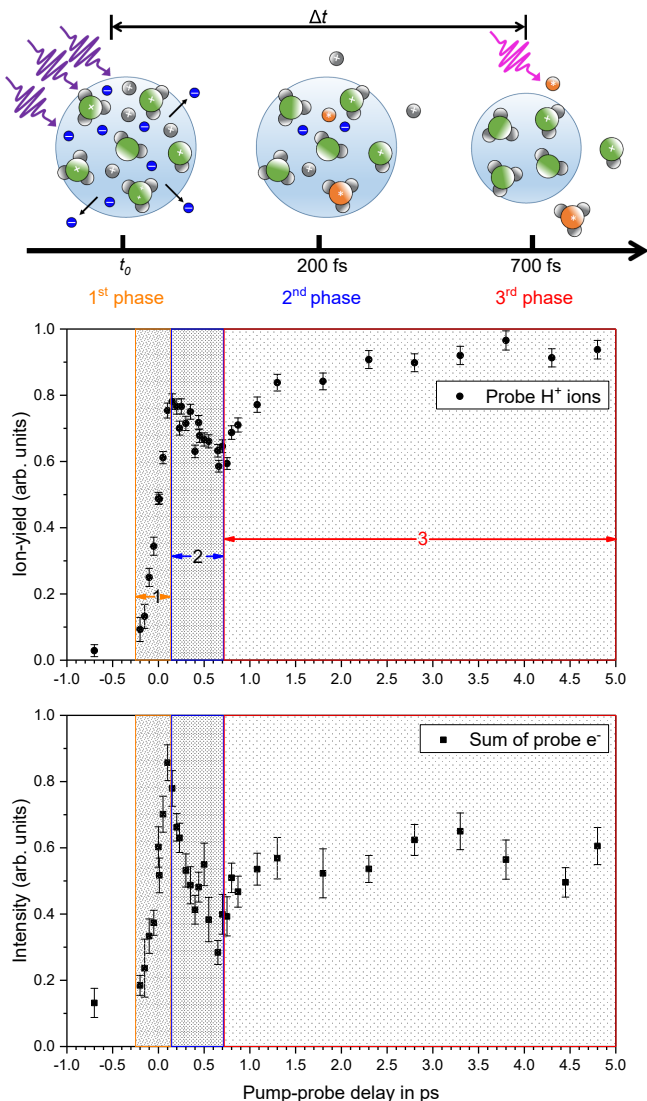 Δt
t0
200 fs
700 fs
1st phase
2nd phase
3rd phase
1.0
0.8
0.6
0.4
0.2
0.0
Ion-yield (arb. units)
Probe H+ ions
1
2
3
-1.0 -0.5 0.0 0.5 1.0 1.5 2.0 2.5 3.0 3.5 4.0 4.5 5.0
1.0
0.8
0.6
0.4
0.2
0.0
Intensity (arb. units)
Sum of probe e-
-1.0 -0.5 0.0 0.5 1.0 1.5 2.0 2.5 3.0 3.5 4.0 4.5 5.0
Pump-probe delay in ps